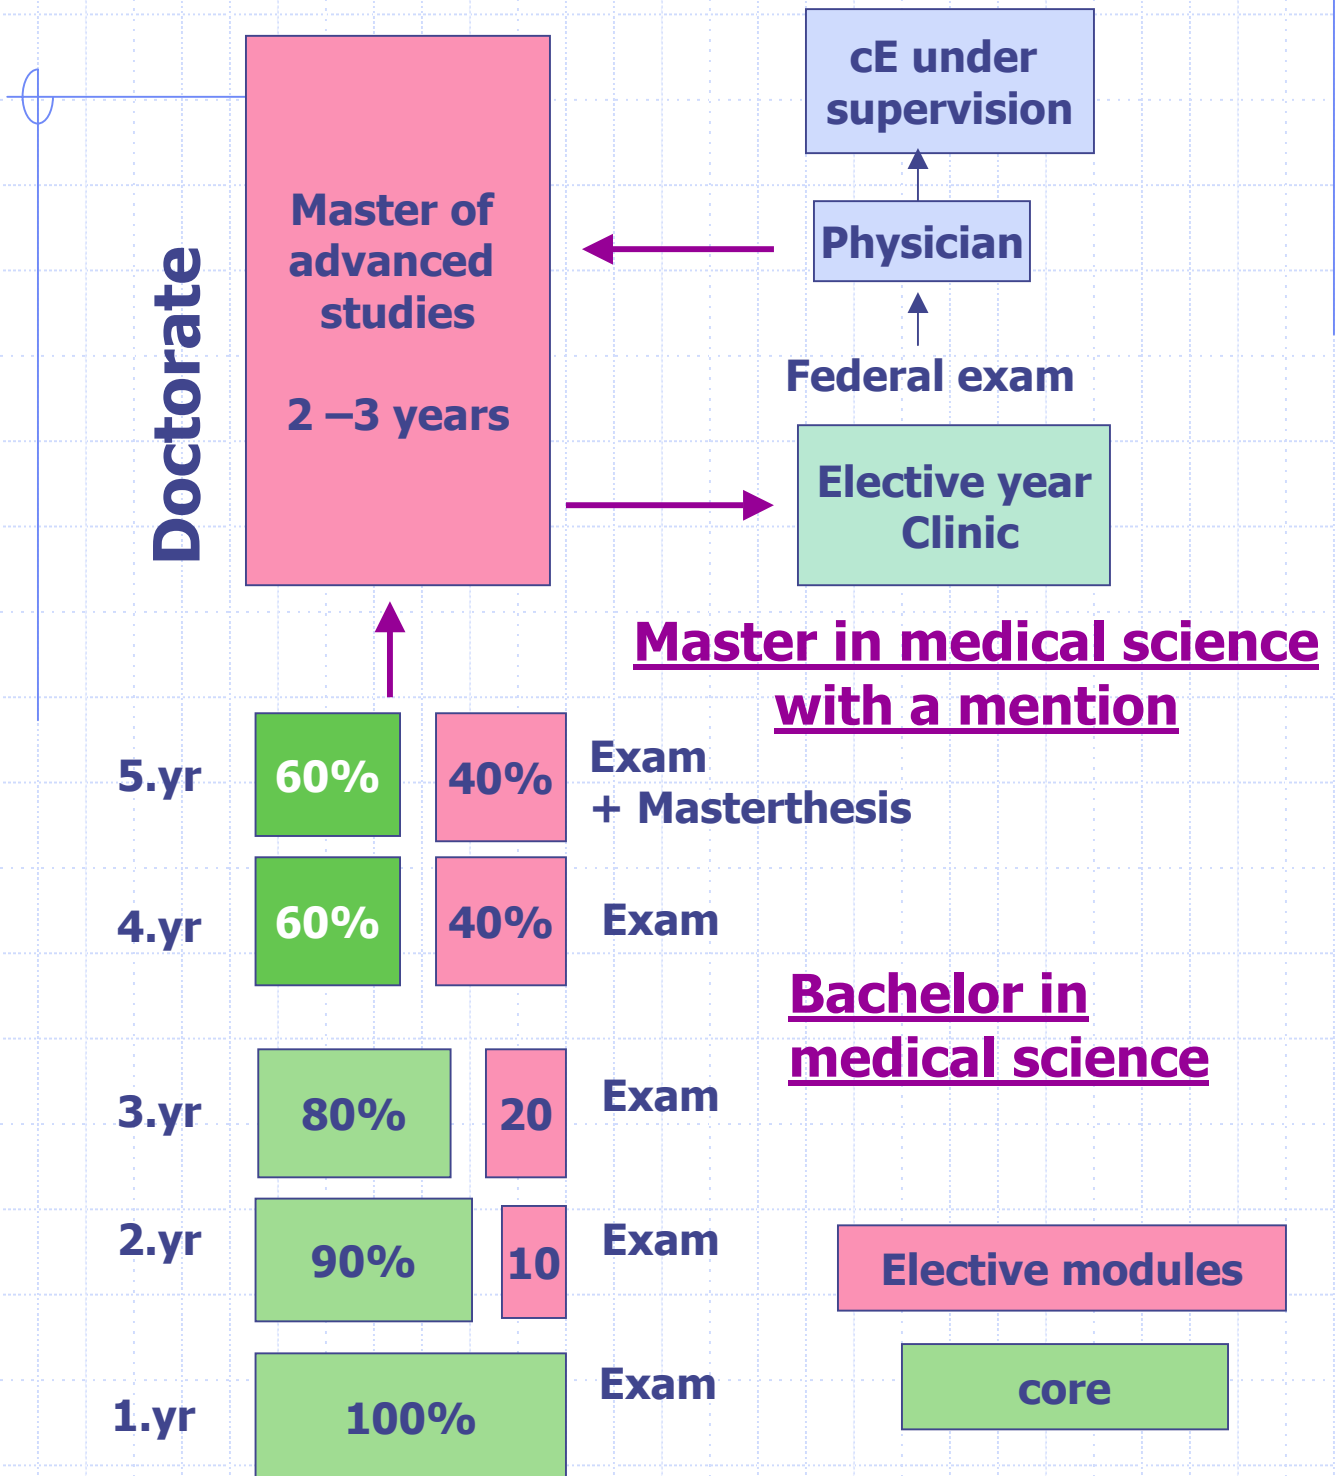 cE under
supervision
Master of
advanced
studies
2 –3 years
Doctorate
Physician
Federal exam
Elective year
Clinic
Master in medical science
with a mention
5.yr
60%
40%
Exam
+ Masterthesis
4.yr
60%
40%
Exam
Bachelor in
medical science
3.yr
80%
20
Exam
2.yr
90%
10
Exam
Elective modules
1.yr
100%
Exam
core